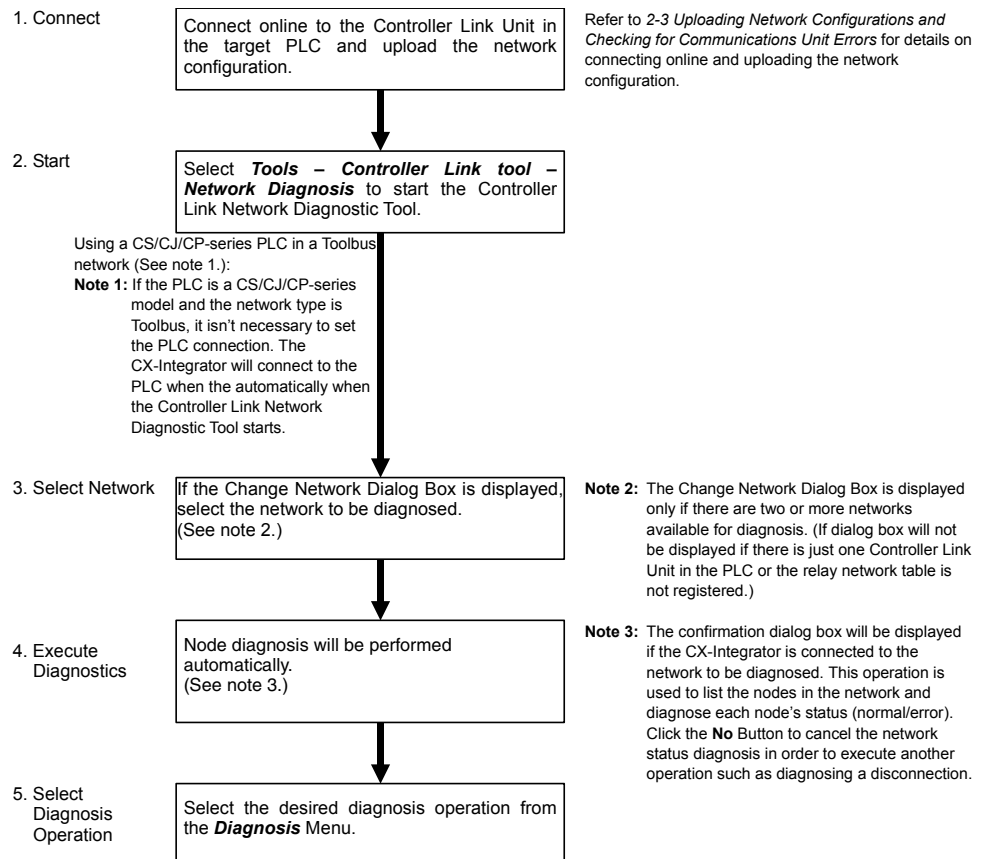 1. Connect
Connect online to the Controller Link Unit in
the target PLC and upload the network
configuration.
Refer to 2-3 Uploading Network Configurations and
Checking for Communications Unit Errors for details on
connecting online and uploading the network
configuration.
2. Start
Select Tools – Controller Link tool –
Network Diagnosis to start the Controller
Link Network Diagnostic Tool.
Using a CS/CJ/CP-series PLC in a Toolbus
network (See note 1.):
Note 1: If the PLC is a CS/CJ/CP-series
model and the network type is
Toolbus, it isn't necessary to set
the PLC connection. The
CX-Integrator will connect to the
PLC when the automatically when
the Controller Link Network
Diagnostic Tool starts.
3. Select Network
If the Change Network Dialog Box is displayed,
select the network to be diagnosed.
(See note 2.)
Note 2: The Change Network Dialog Box is displayed
only if there are two or more networks
available for diagnosis. (If dialog box will not
be displayed if there is just one Controller Link
Unit in the PLC or the relay network table is
not registered.)
4. Execute
Diagnostics
Node diagnosis will be performed
automatically.
(See note 3.)
Note 3: The confirmation dialog box will be displayed
if the CX-Integrator is connected to the
network to be diagnosed. This operation is
used to list the nodes in the network and
diagnose each node's status (normal/error).
Click the No Button to cancel the network
status diagnosis in order to execute another
operation such as diagnosing a disconnection.
5. Select
Diagnosis
Operation
Select the desired diagnosis operation from
the Diagnosis Menu.